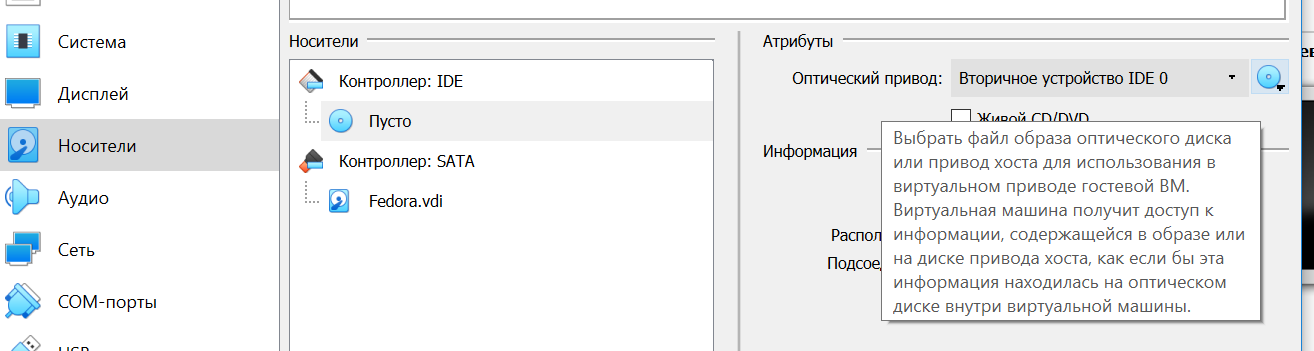 Система
Дисплей
Носители
Аудио
Сеть
COM-порты
Носители
Контроллер: IDE
Пусто
Контроллер: SATA
Fedora.vdi
Атрибуты
Оптический привод: Вторичное устройство IDE 0
Живой CD/DVD
Информация
Выбрать файл образа оптического диска
или привод хоста для использования в
виртуальном приводе гостевой ВМ.
Виртуальная машина получит доступ к
информации, содержащейся в образе или
на диске привода хоста, как если бы эта
информация находилась на оптическом
диске внутри виртуальной машины.
Распол
Подсое